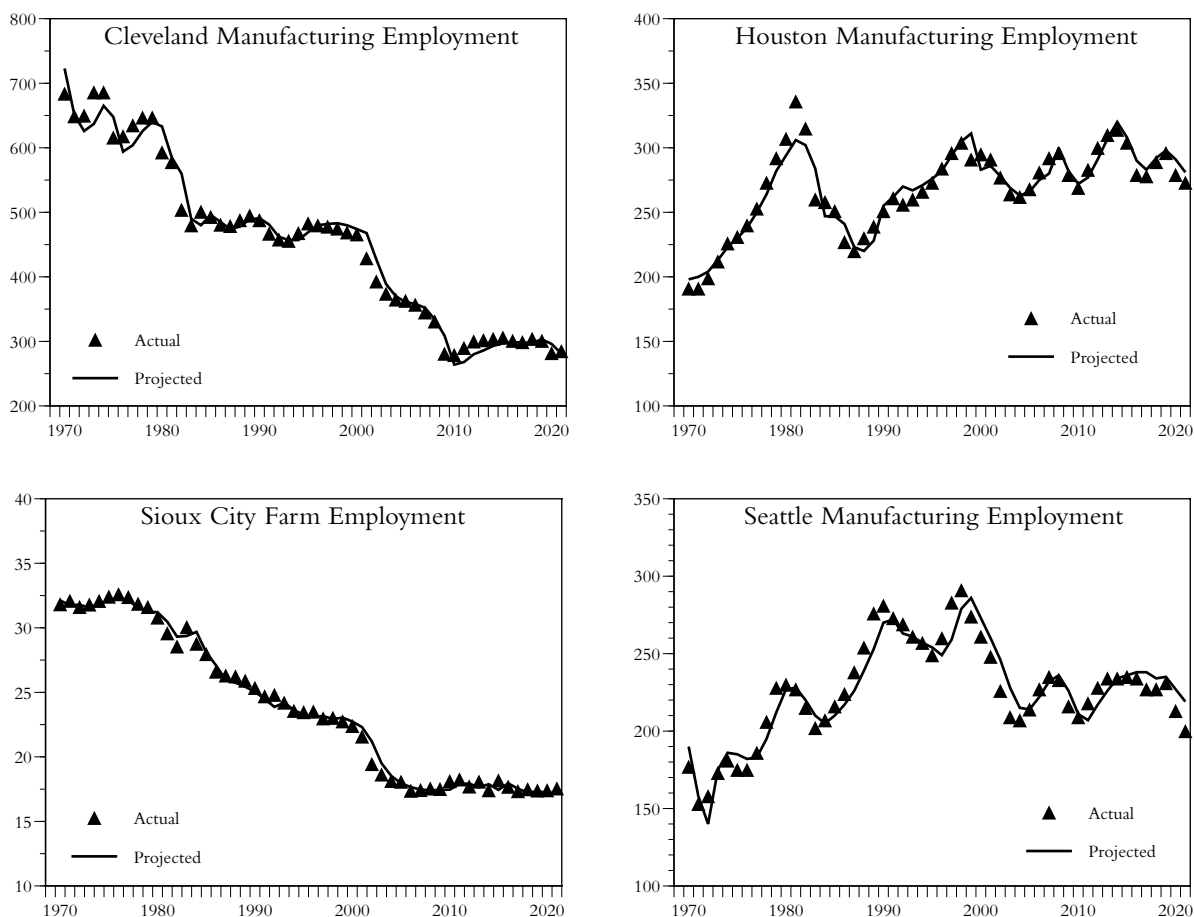 Cleveland Manufacturing Employment
800
700
600
500
400
300
200
Actual
Projected
1970 1980 1990 2000 2010 2020
Houston Manufacturing Employment
400
350
300
250
200
150
100
Actual
Projected
1970 1980 1990 2000 2010 2020
Sioux City Farm Employment
40
35
30
25
20
15
10
Actual
Projected
1970 1980 1990 2000 2010 2020
Seattle Manufacturing Employment
350
300
250
200
150
100
Actual
Projected
1970 1980 1990 2000 2010 2020